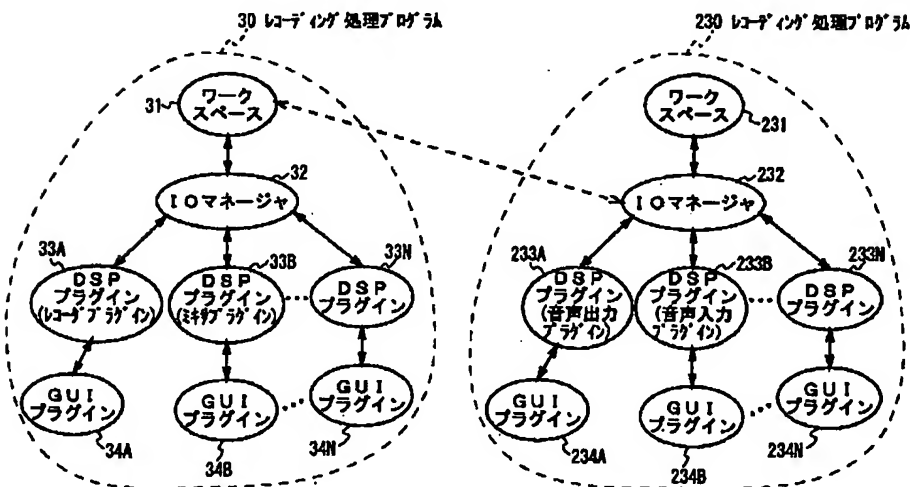 30 レコーディング処理プログラム
ワーク
スペース
31
32
IOマネージャ
33A
DSP
プラグイン
(レコーダプラグイン)
33B
DSP
プラグイン
(ミキサプラグイン)
33N
DSP
プラグイン
GUI
プラグイン
34A
GUI
プラグイン
34B
GUI
プラグイン
34N
230 レコーディング処理プログラム
ワーク
スペース
231
232
IOマネージャ
233A
DSP
プラグイン
(音声出力
プラグイン)
233B
DSP
プラグイン
(音声入力
プラグイン)
233N
DSP
プラグイン
GUI
プラグイン
234A
GUI
プラグイン
234B
GUI
プラグイン
234N